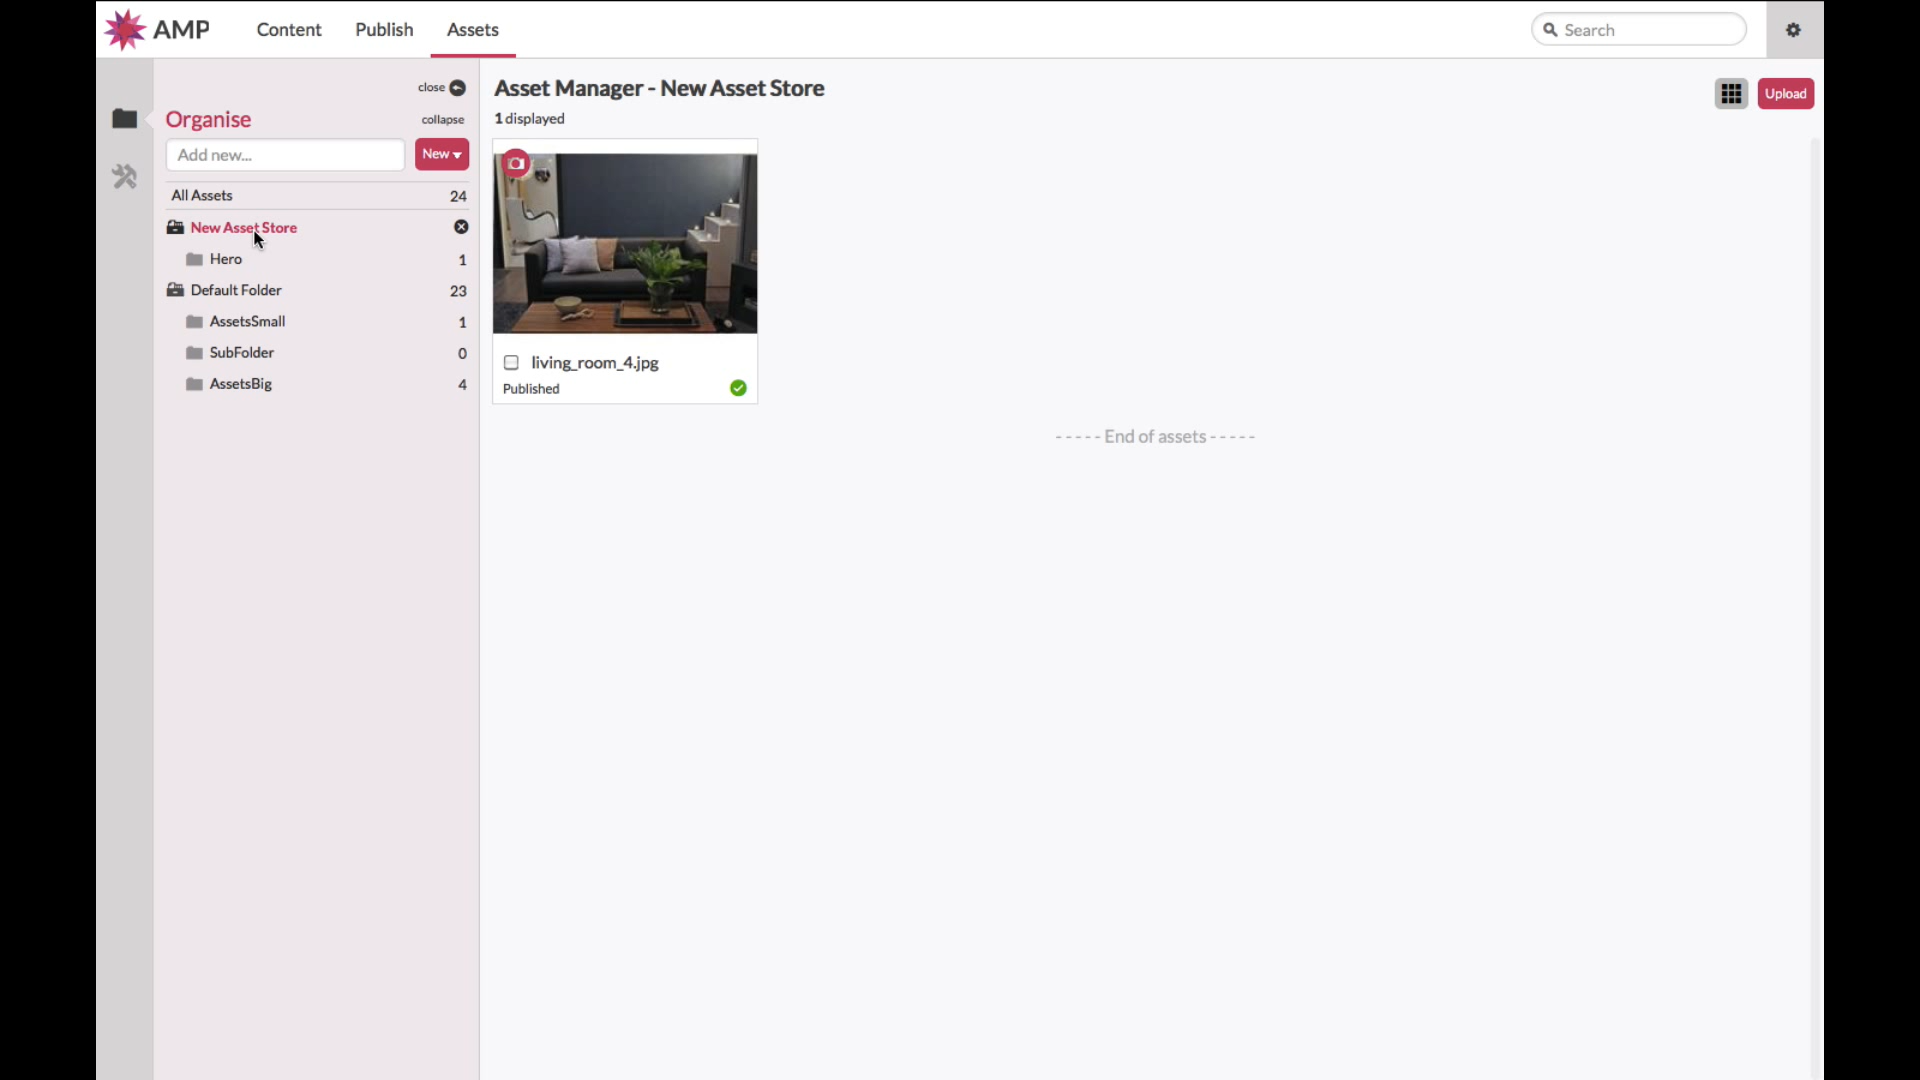 AMP Content Publish Assets Search
close
Organise
collapse
Add new... New
All Assets 24
New Asset Store
Hero 1
Default Folder 23
AssetsSmall 1
SubFolder 0
AssetsBig 4
Asset Manager - New Asset Store
1 displayed
Upload
living_room_4.jpg
Published
- - - - - End of assets - - - - -